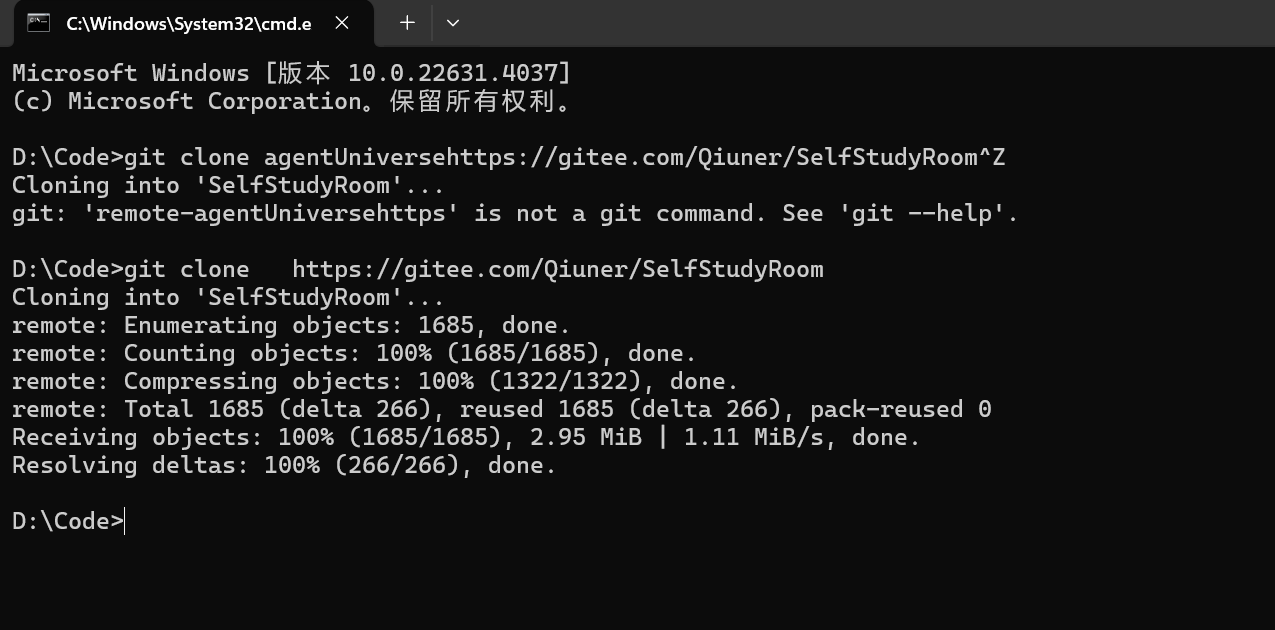 C:\Windows\System32\cmd.e
Microsoft Windows [版本 10.0.22631.4037]
(c) Microsoft Corporation。保留所有权利。
D:\Code>git clone agentUniversehttps://gitee.com/Qiuner/SelfStudyRoom^Z
Cloning into 'SelfStudyRoom'...
git: 'remote-agentUniversehttps' is not a git command. See 'git --help'.
D:\Code>git clone   https://gitee.com/Qiuner/SelfStudyRoom
Cloning into 'SelfStudyRoom'...
remote: Enumerating objects: 1685, done.
remote: Counting objects: 100% (1685/1685), done.
remote: Compressing objects: 100% (1322/1322), done.
remote: Total 1685 (delta 266), reused 1685 (delta 266), pack-reused 0
Receiving objects: 100% (1685/1685), 2.95 MiB | 1.11 MiB/s, done.
Resolving deltas: 100% (266/266), done.
D:\Code>